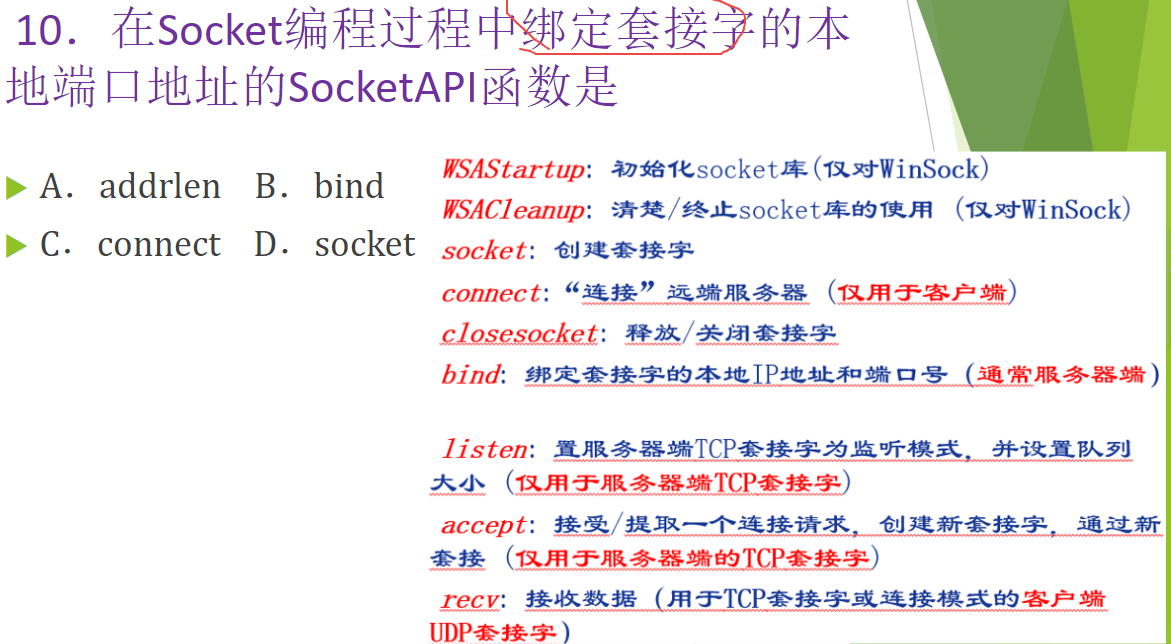 10． 在Socket编程过程中绑定套接字的本
地端口地址的SocketAPI函数是
A． addrlen B． bind
C． connect D． socket
WSAStartup: 初始化socket库(仅对WinSock)
WSACleanup: 清楚/终止socket库的使用 (仅对WinSock)
socket: 创建套接字
connect:“连接”远端服务器 (仅用于客户端)
closesocket: 释放/关闭套接字
bind: 绑定套接字的本地IP地址和端口号 (通常服务器端)
listen: 置服务器端TCP套接字为监听模式，并设置队列
大小 (仅用于服务器端TCP套接字)
accept: 接受/提取一个连接请求，创建新套接字，通过新
套接 (仅用于服务器端的TCP套接字)
recv: 接收数据 (用于TCP套接字或连接模式的客户端
UDP套接字)